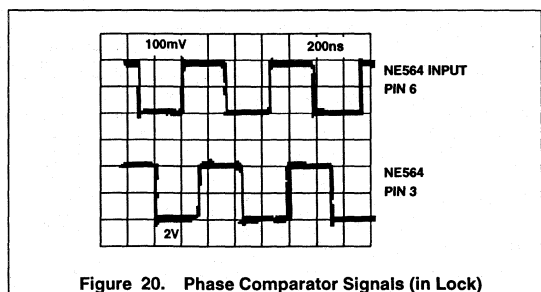 100mV 200ns
NE564 INPUT
PIN 6
NE564
PIN 3
2V
Figure 20. Phase Comparator Signals (in Lock)